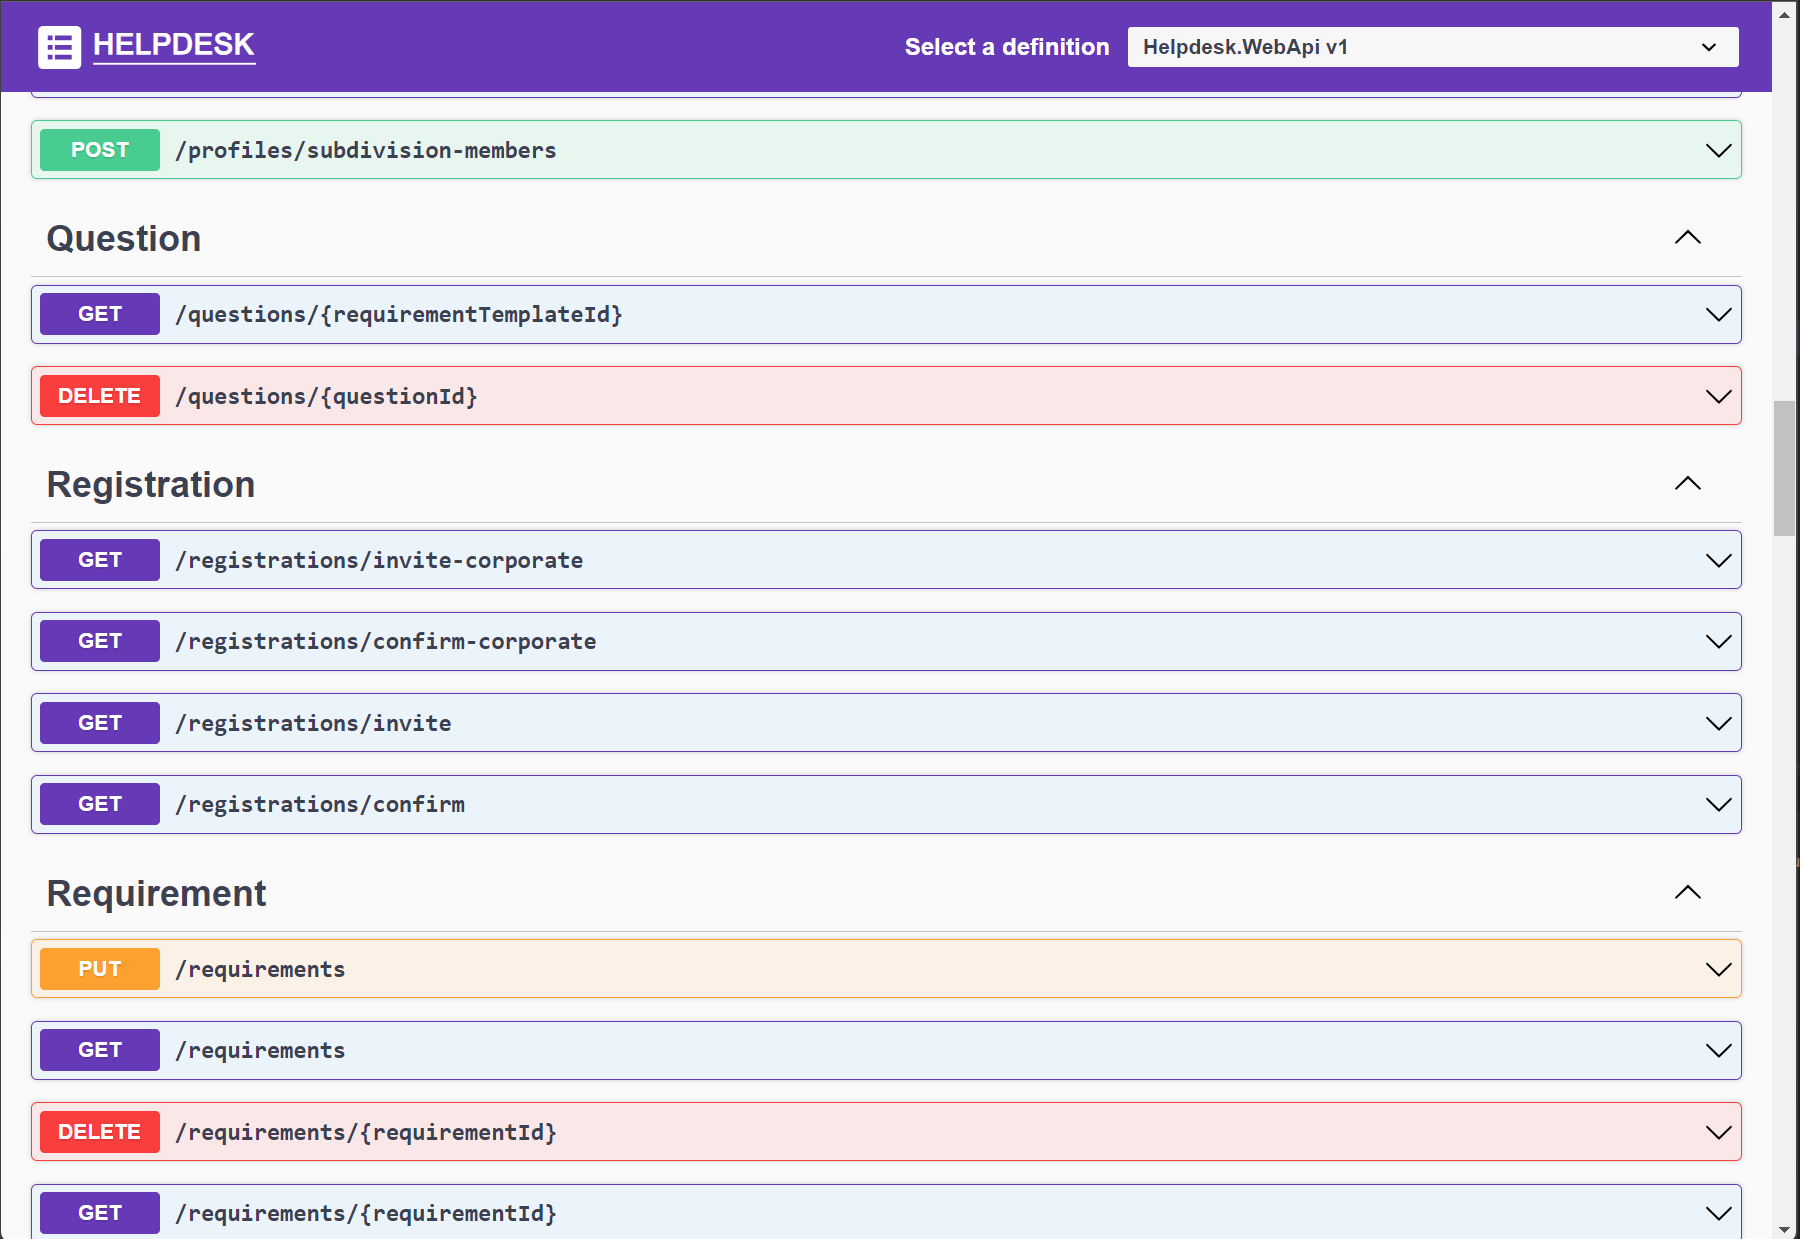 HELPDESK
Select a definition
Helpdesk.WebApi v1
POST /profiles/subdivision-members
Question
GET /questions/{requirementTemplateId}
DELETE /questions/{questionId}
Registration
GET /registrations/invite-corporate
GET /registrations/confirm-corporate
GET /registrations/invite
GET /registrations/confirm
Requirement
PUT /requirements
GET /requirements
DELETE /requirements/{requirementId}
GET /requirements/{requirementId}